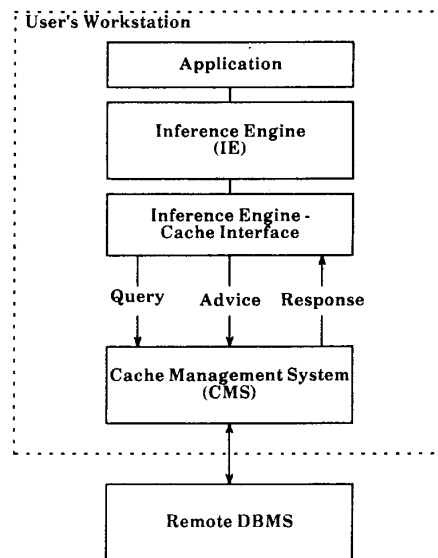 User's Workstation
Application
Inference Engine
(IE)
Inference Engine -
Cache Interface
Query Advice Response
Cache Management System
(CMS)
Remote DBMS